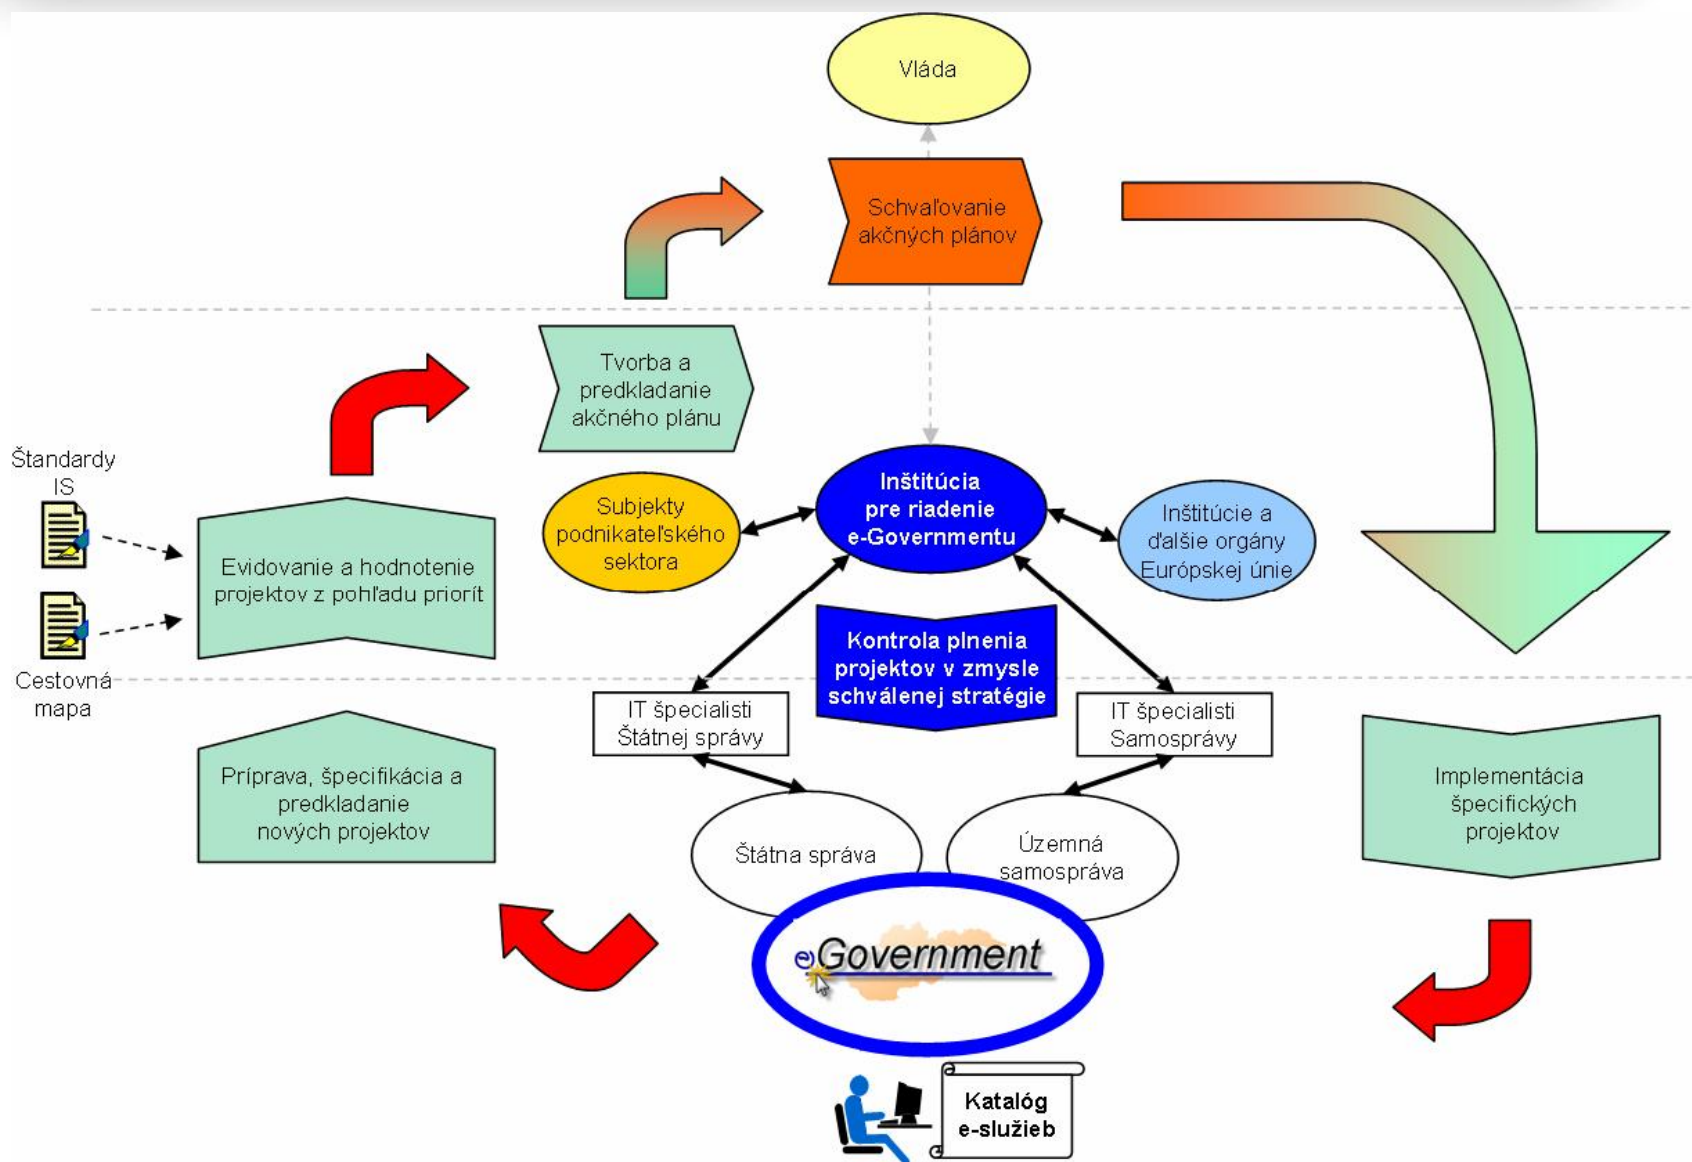 Vláda
Schvaľovanie
akčných plánov
Tvorba a
predkladanie
akčného plánu
Štandardy
IS
Evidovanie a hodnotenie
projektov z pohľadu priorít
Cestovná
mapa
Subjekty
podnikateľského
sektora
Inštitúcia
pre riadenie
e-Governmentu
Inštitúcie a
ďalšie orgány
Európskej únie
Kontrola plnenia
projektov v zmysle
schválenej stratégie
IT špecialisti
Štátnej správy
IT špecialisti
Samosprávy
Príprava, špecifikácia a
predkladanie
nových projektov
Implementácia
špecifických
projektov
Štátna správa
Územná
samospráva
eGovernment
Katalóg
e-služieb